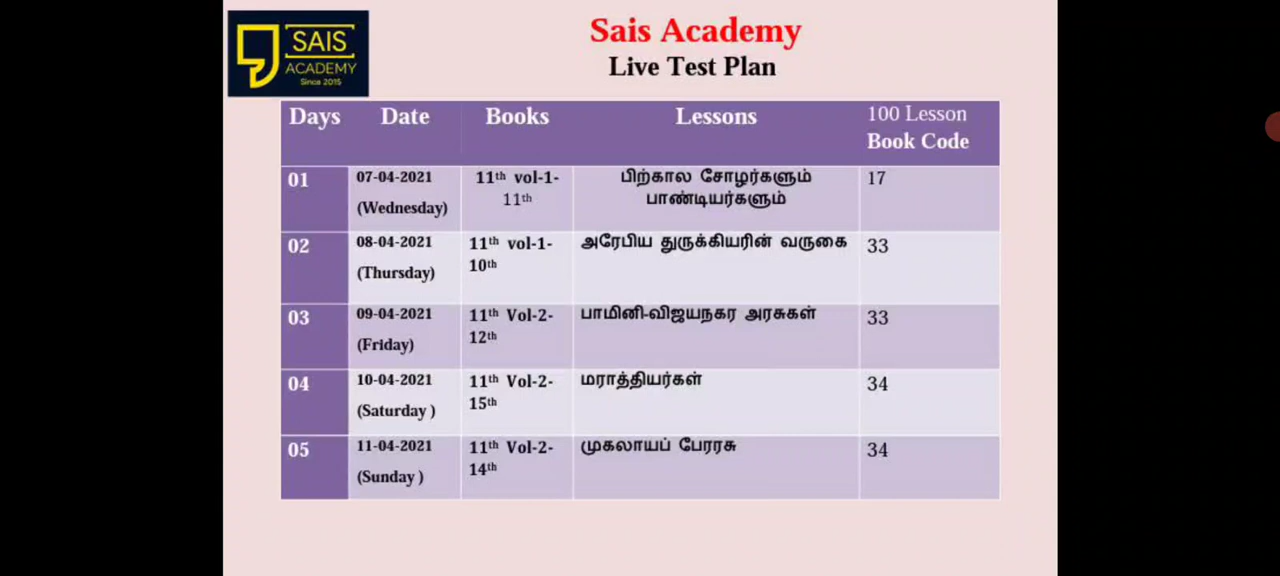 SAIS
ACADEMY
Since 2015
Sais Academy
Live Test Plan
Days Date Books Lessons 100 Lesson Book Code
01 07-04-2021 (Wednesday) 11th vol-1- 11th பிற்கால சோழர்களும் பாண்டியர்களும் 17
02 08-04-2021 (Thursday) 11th vol-1- 10th அரேபிய துருக்கியரின் வருகை 33
03 09-04-2021 (Friday) 11th Vol-2- 12th பாமினி-விஜயநகர அரசுகள் 33
04 10-04-2021 (Saturday ) 11th Vol-2- 15th மராத்தியர்கள் 34
05 11-04-2021 (Sunday ) 11th Vol-2- 14th முகலாயப் பேரரசு 34